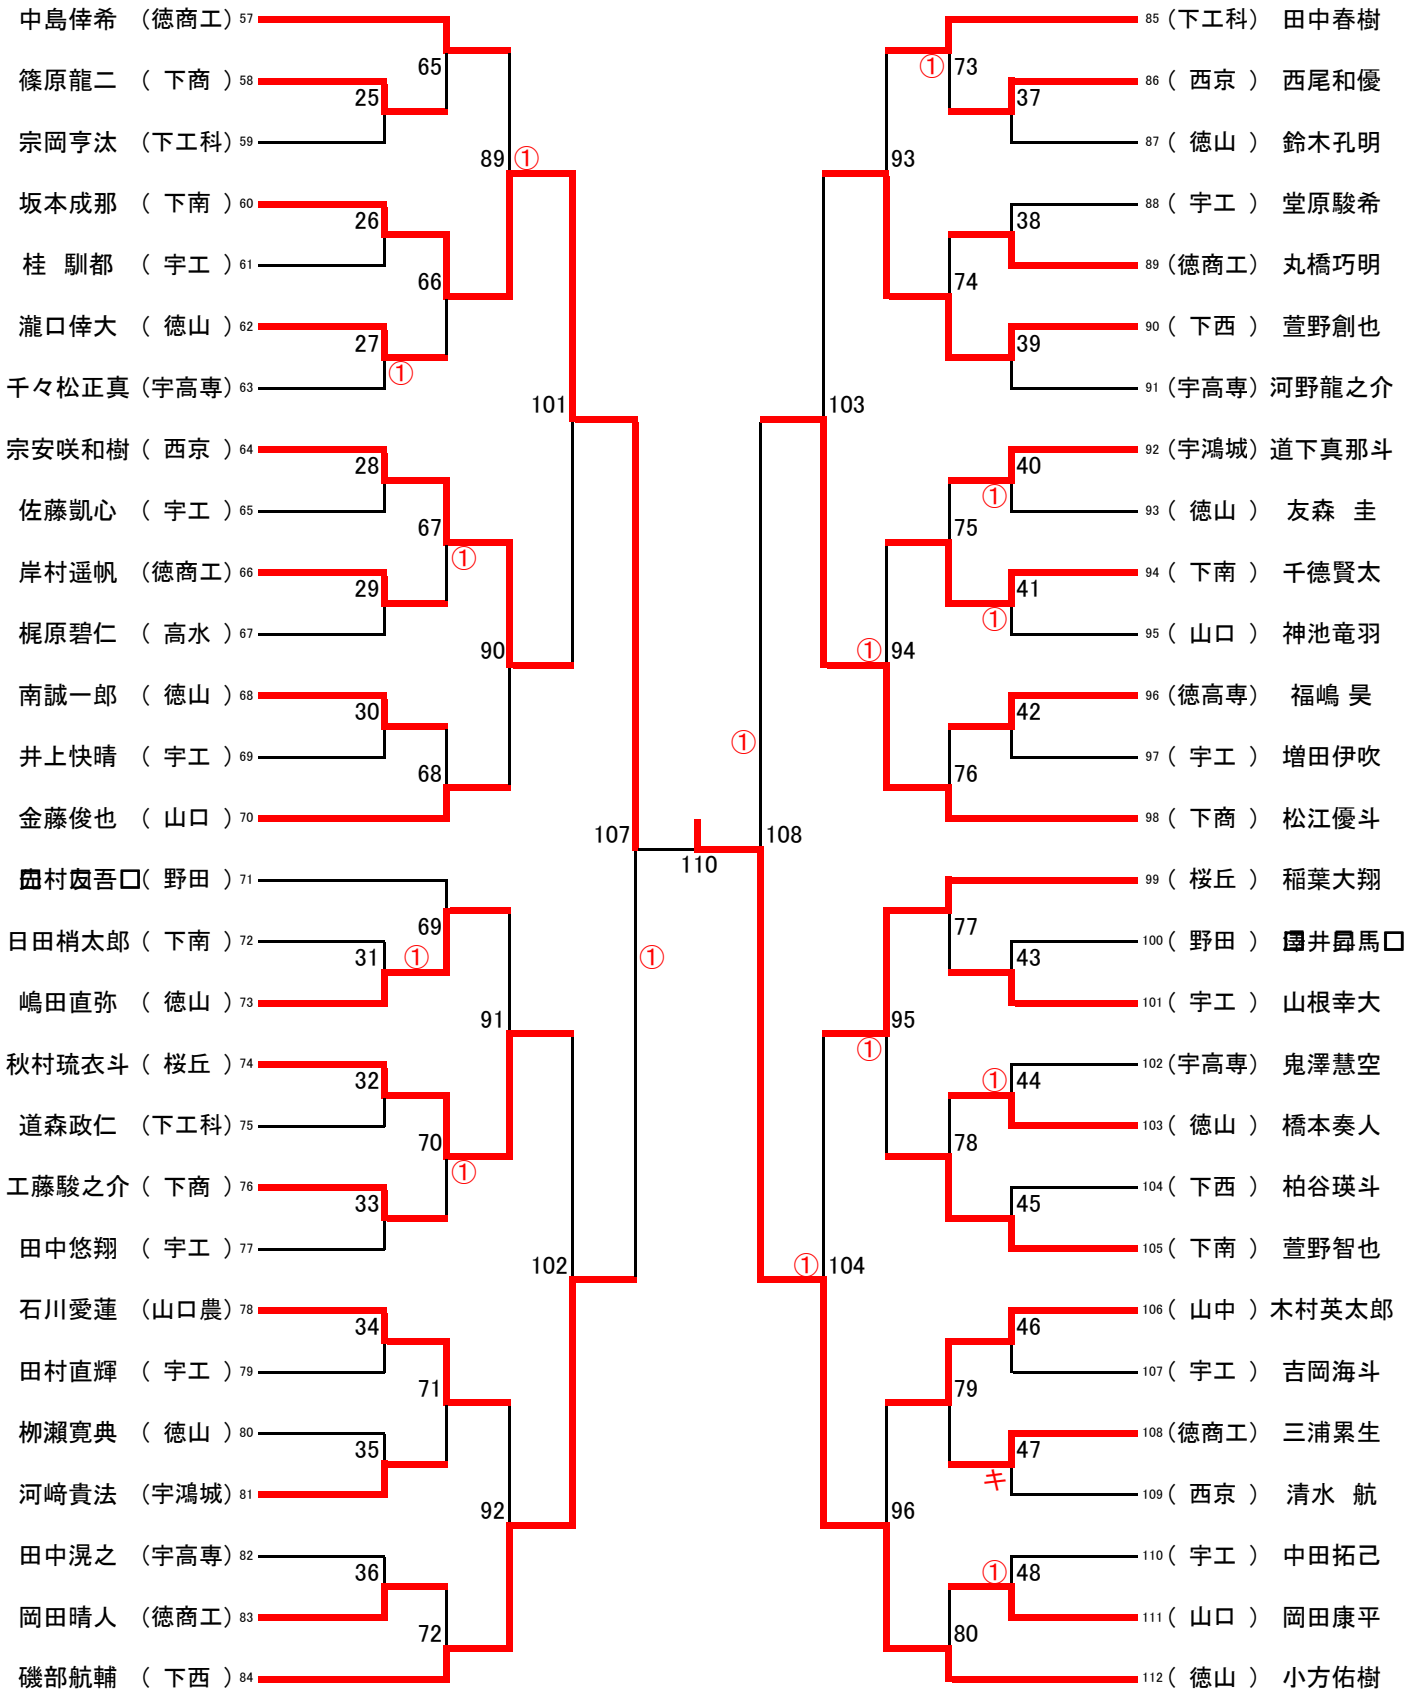 中島倖希 (徳商工) 57
篠原龍二 ( 下商 ) 58
宗岡亨汰 (下工科) 59
坂本成那 ( 下南 ) 60
桂 馴都 ( 宇工 ) 61
瀧口倖大 ( 徳山 ) 62
千々松正真 (宇高専) 63
宗安咲和樹 ( 西京 ) 64
佐藤凱心 ( 宇工 ) 65
岸村遥帆 (徳商工) 66
梶原碧仁 ( 高水 ) 67
南誠一郎 ( 徳山 ) 68
井上快晴 ( 宇工 ) 69
金藤俊也 ( 山口 ) 70
村 吾 ( 野田 ) 71
日田梢太郎 ( 下南 ) 72
嶋田直弥 ( 徳山 ) 73
秋村琉衣斗 ( 桜丘 ) 74
道森政仁 (下工科) 75
工藤駿之介 ( 下商 ) 76
田中悠翔 ( 宇工 ) 77
石川愛蓮 (山口農) 78
田村直輝 ( 宇工 ) 79
栁瀨寛典 ( 徳山 ) 80
河﨑貴法 (宇鴻城) 81
田中滉之 (宇高専) 82
岡田晴人 (徳商工) 83
磯部航輔 ( 下西 ) 84
25
26
27
①
28
29
30
31
①
32
33
34
35
36
65
66
67
①
68
69
70
①
71
72
89
①
90
91
92
101
102
107
①
110
①
108
103
104
①
93
94
①
95
①
96
①
73
74
75
76
77
78
79
80
37
38
39
40
①
41
①
42
43
①
44
45
46
47
キ
①
48
85 (下工科) 田中春樹
86 ( 西京 ) 西尾和優
87 ( 徳山 ) 鈴木孔明
88 ( 宇工 ) 堂原駿希
89 (徳商工) 丸橋巧明
90 ( 下西 ) 萱野創也
91 (宇高専) 河野龍之介
92 (宇鴻城) 道下真那斗
93 ( 徳山 ) 友森 圭
94 ( 下南 ) 千德賢太
95 ( 山口 ) 神池竜羽
96 (徳高専) 福嶋 昊
97 ( 宇工 ) 増田伊吹
98 ( 下商 ) 松江優斗
99 ( 桜丘 ) 稲葉大翔
100 ( 野田 ) 井 馬
101 ( 宇工 ) 山根幸大
102 (宇高専) 鬼澤慧空
103 ( 徳山 ) 橋本奏人
104 ( 下西 ) 柏谷瑛斗
105 ( 下南 ) 萱野智也
106 ( 山中 ) 木村英太郎
107 ( 宇工 ) 吉岡海斗
108 (徳商工) 三浦累生
109 ( 西京 ) 清水 航
110 ( 宇工 ) 中田拓己
111 ( 山口 ) 岡田康平
112 ( 徳山 ) 小方佑樹